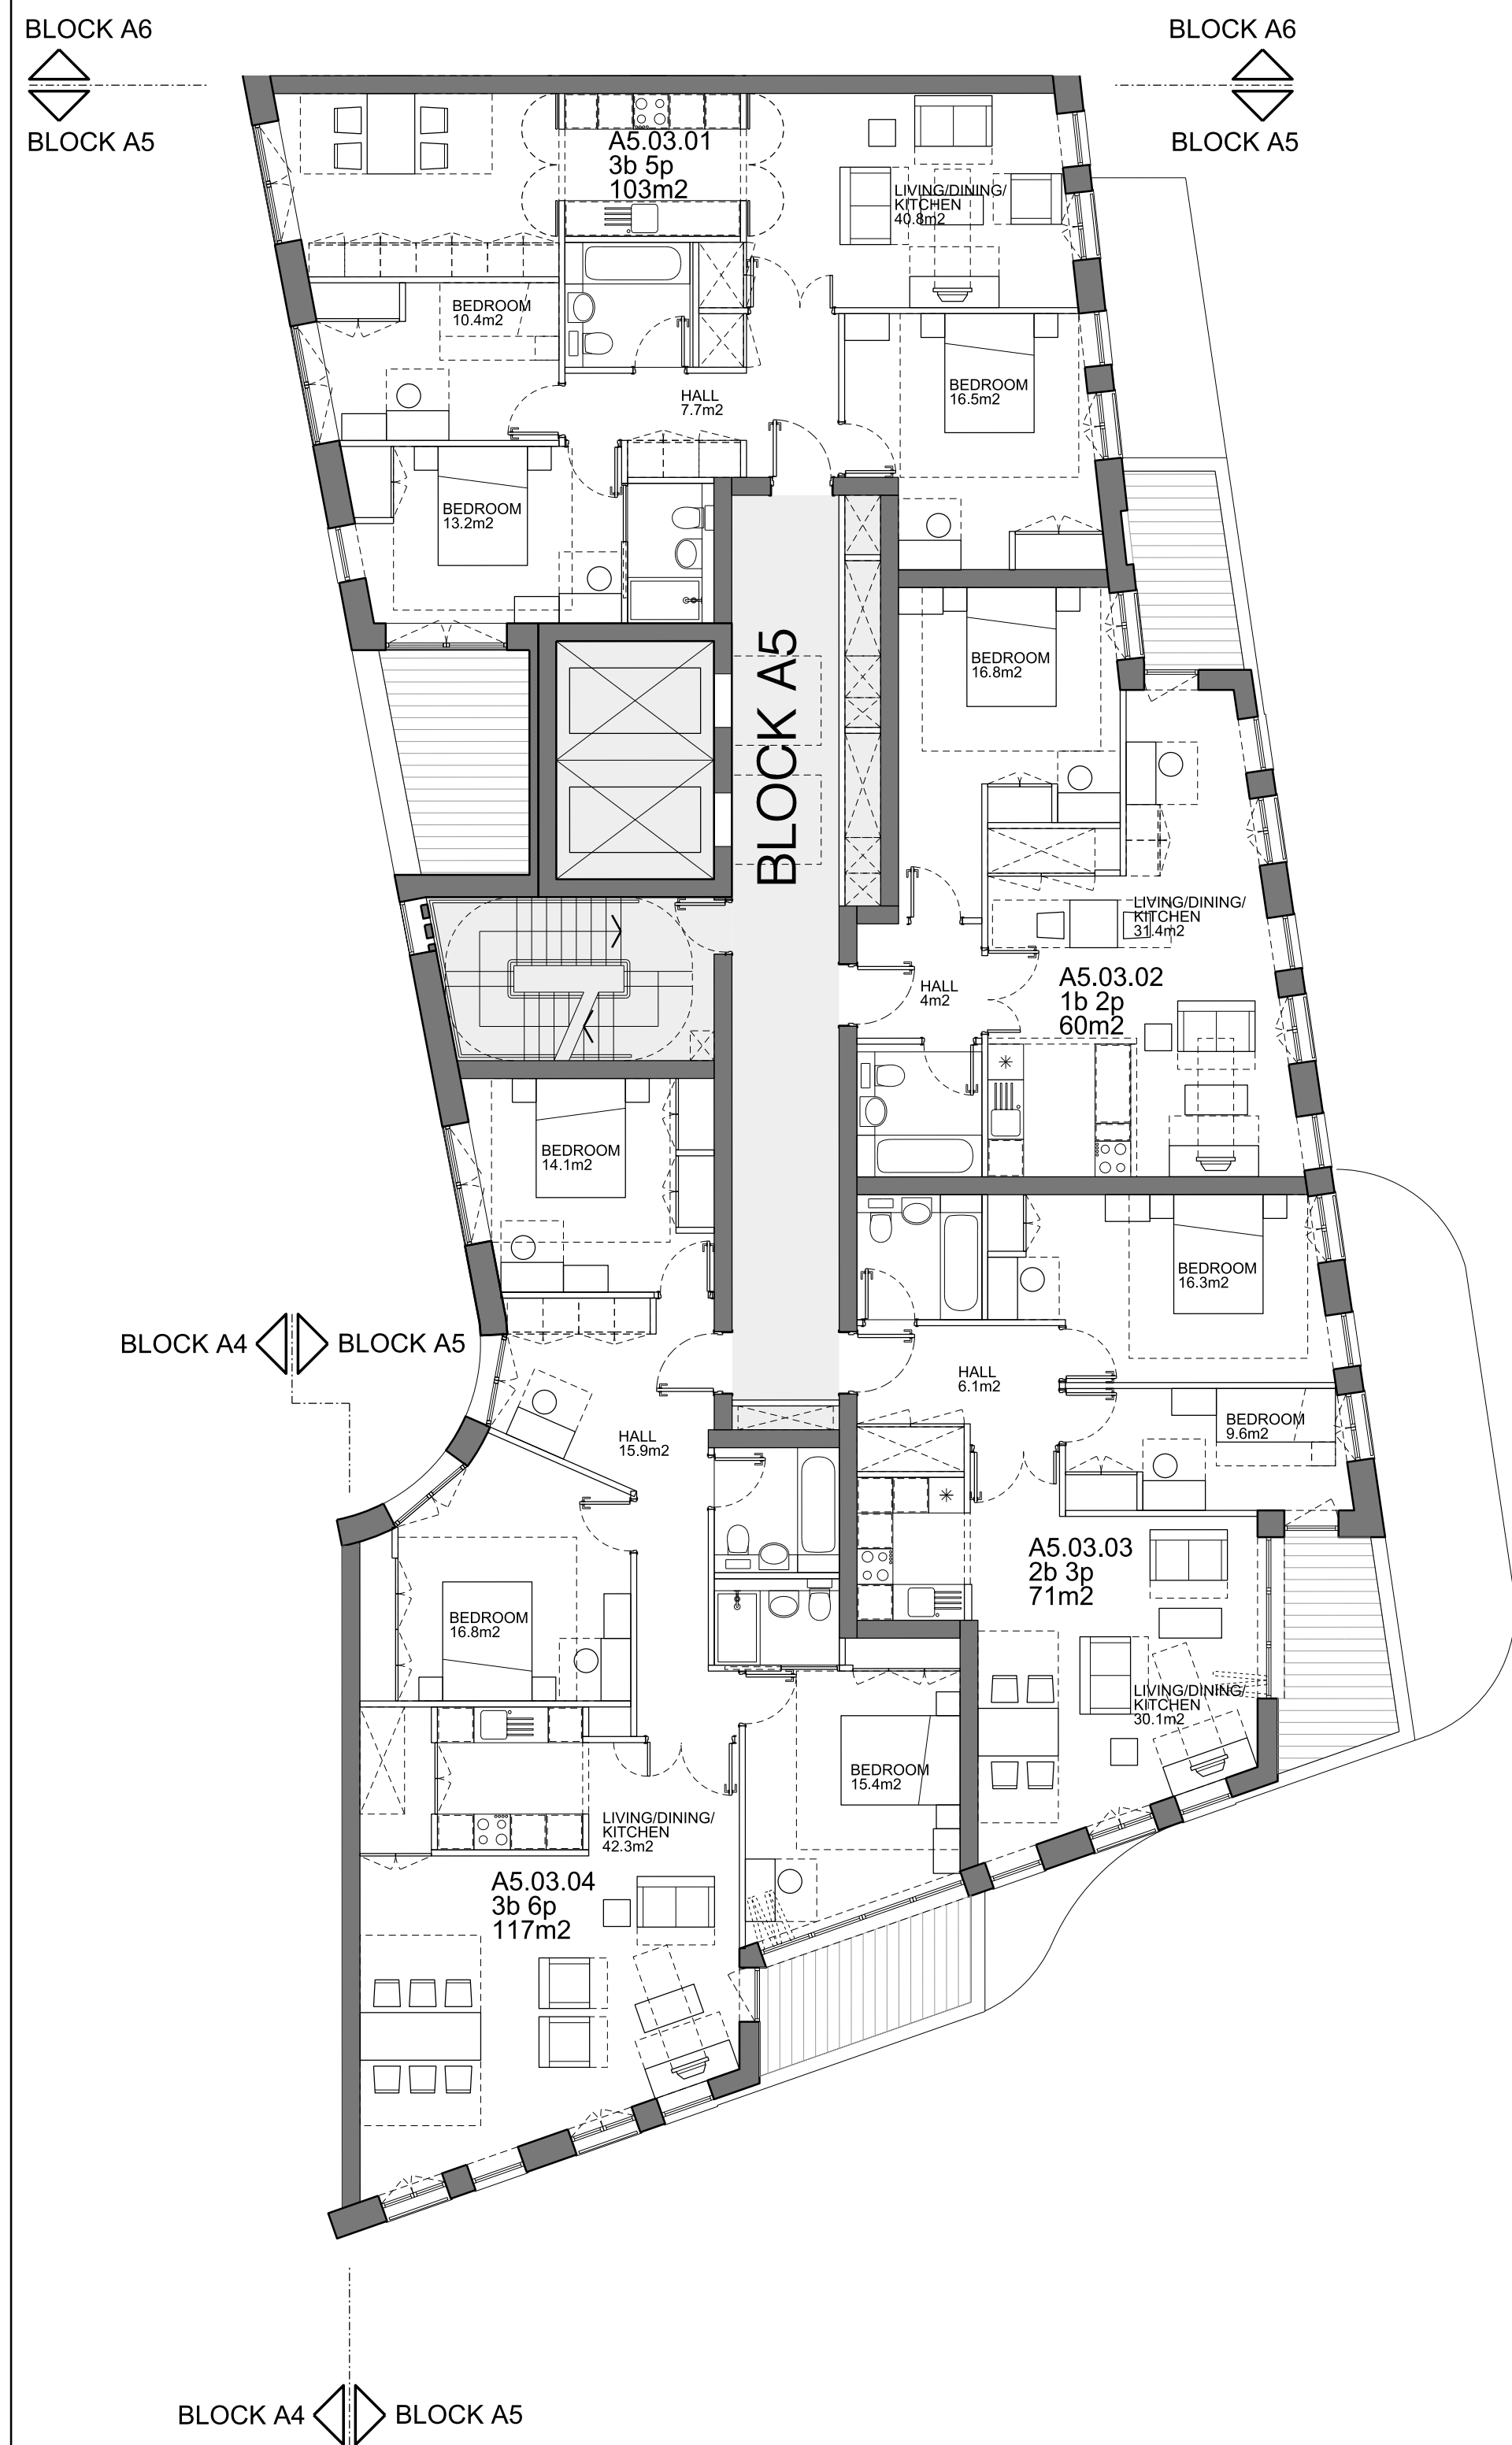 BLOCK A6
BLOCK A5
BLOCK A6
BLOCK A5
A5.03.01
3b 5p
103m2
LIVING/DINING/
KITCHEN
40.8m2
BEDROOM
10.4m2
HALL
7.7m2
BEDROOM
16.5m2
BEDROOM
13.2m2
BLOCK A5
BEDROOM
16.8m2
LIVING/DINING/
KITCHEN
31.4m2
A5.03.02
1b 2p
60m2
HALL
4m2
BEDROOM
14.1m2
BEDROOM
16.3m2
BLOCK A4
BLOCK A5
HALL
6.1m2
BEDROOM
9.6m2
HALL
15.9m2
A5.03.03
2b 3p
71m2
BEDROOM
16.8m2
LIVING/DINING/
KITCHEN
30.1m2
BEDROOM
15.4m2
LIVING/DINING/
KITCHEN
42.3m2
A5.03.04
3b 6p
117m2
BLOCK A4
BLOCK A5